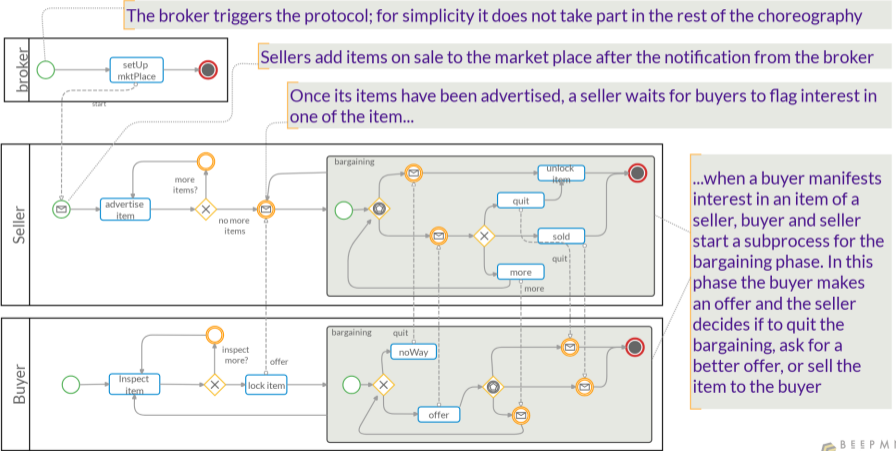 The broker triggers the protocol; for simplicity it does not take part in the rest of the choreography
broker
setUp
mktPlace
start
Sellers add items on sale to the market place after the notification from the broker
Once its items have been advertised, a seller waits for buyers to flag interest in
one of the item...
Seller
advertise
item
more
items?
no more
items
bargaining
unlock
item
quit
sold
quit
more
more
...when a buyer manifests
interest in an item of a
seller, buyer and seller
start a subprocess for the
bargaining phase. In this
phase the buyer makes
an offer and the seller
decides if to quit the
bargaining, ask for a
better offer, or sell the
item to the buyer
Buyer
Inspect
item
inspect
more?
offer
lock item
bargaining
quit
noWay
offer